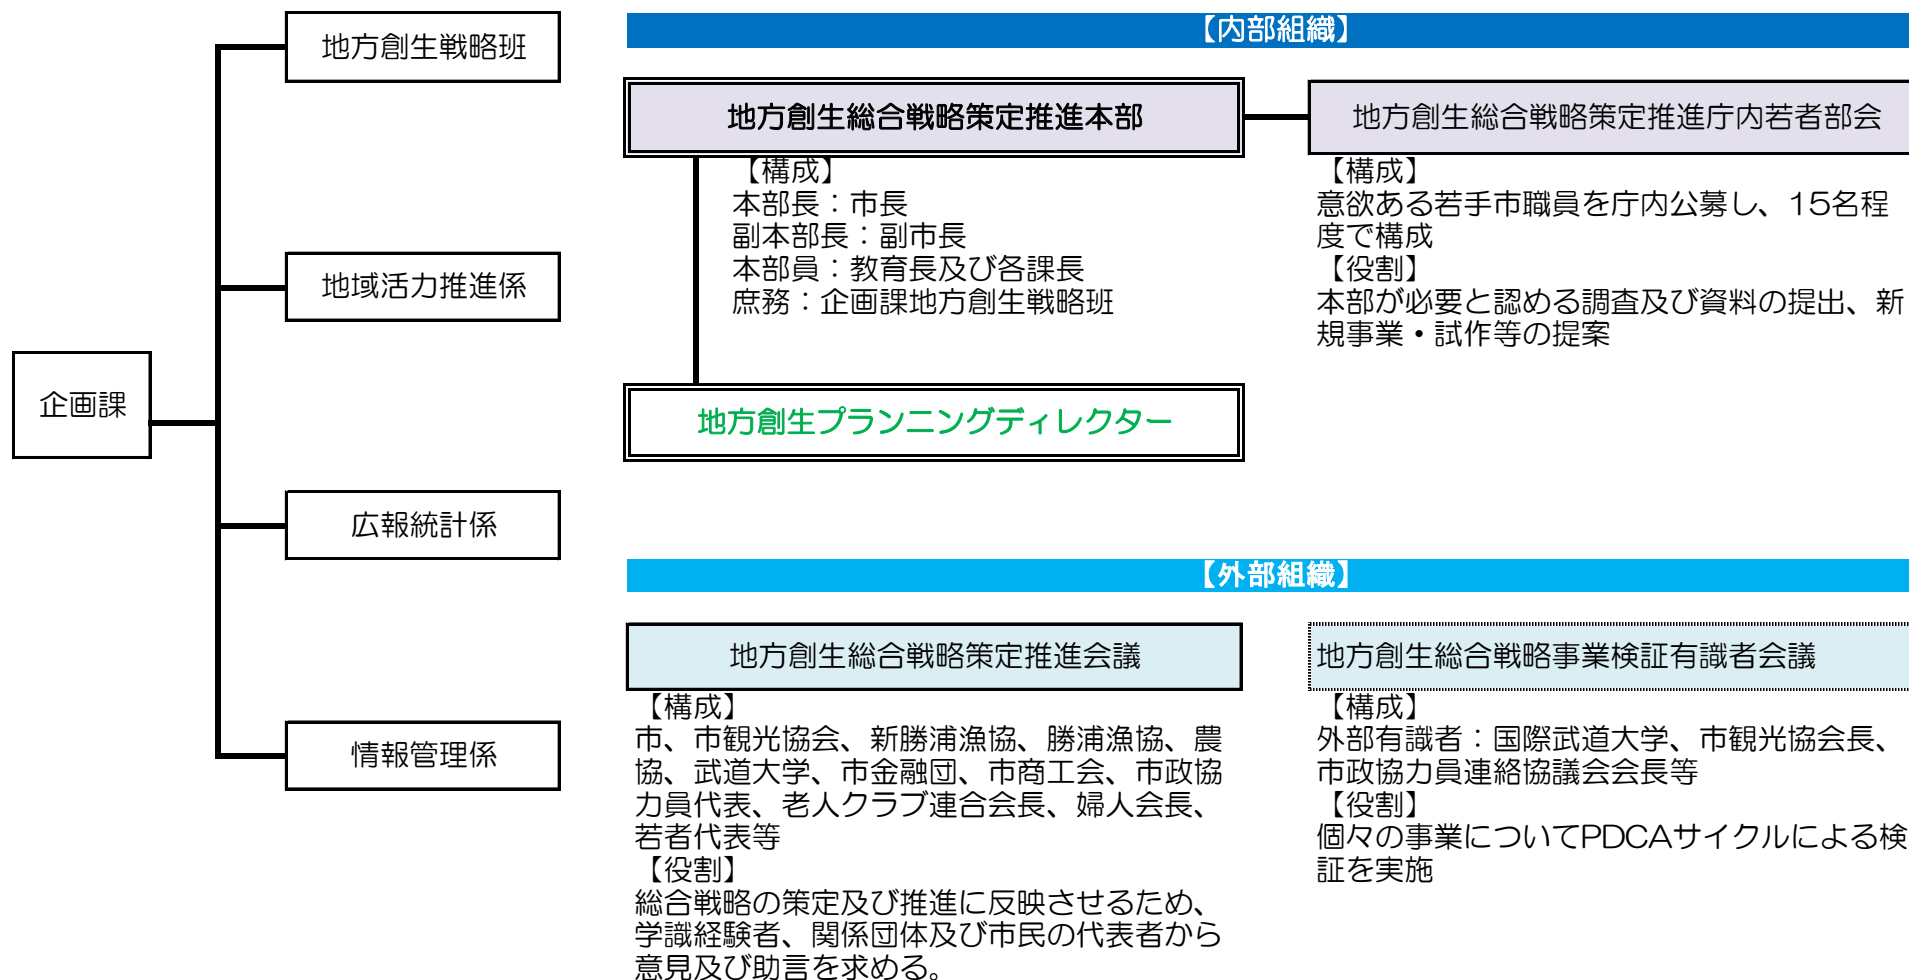 企画課
地方創生戦略班
地域活力推進係
広報統計係
情報管理係
【内部組織】
地方創生総合戦略策定推進本部
【構成】
本部長：市長
副本部長：副市長
本部員：教育長及び各課長
庶務：企画課地方創生戦略班
地方創生総合戦略策定推進庁内若者部会
【構成】
意欲ある若手市職員を庁内公募し、15名程
度で構成
【役割】
本部が必要と認める調査及び資料の提出、新
規事業・試作等の提案
地方創生プランニングディレクター
【外部組織】
地方創生総合戦略策定推進会議
【構成】
市、市観光協会、新勝浦漁協、勝浦漁協、農
協、武道大学、市金融団、市商工会、市政協
力員代表、老人クラブ連合会長、婦人会長、
若者代表等
【役割】
総合戦略の策定及び推進に反映させるため、
学識経験者、関係団体及び市民の代表者から
意見及び助言を求める。
地方創生総合戦略事業検証有識者会議
【構成】
外部有識者：国際武道大学、市観光協会長、
市政協力員連絡協議会会長等
【役割】
個々の事業についてPDCAサイクルによる検
証を実施